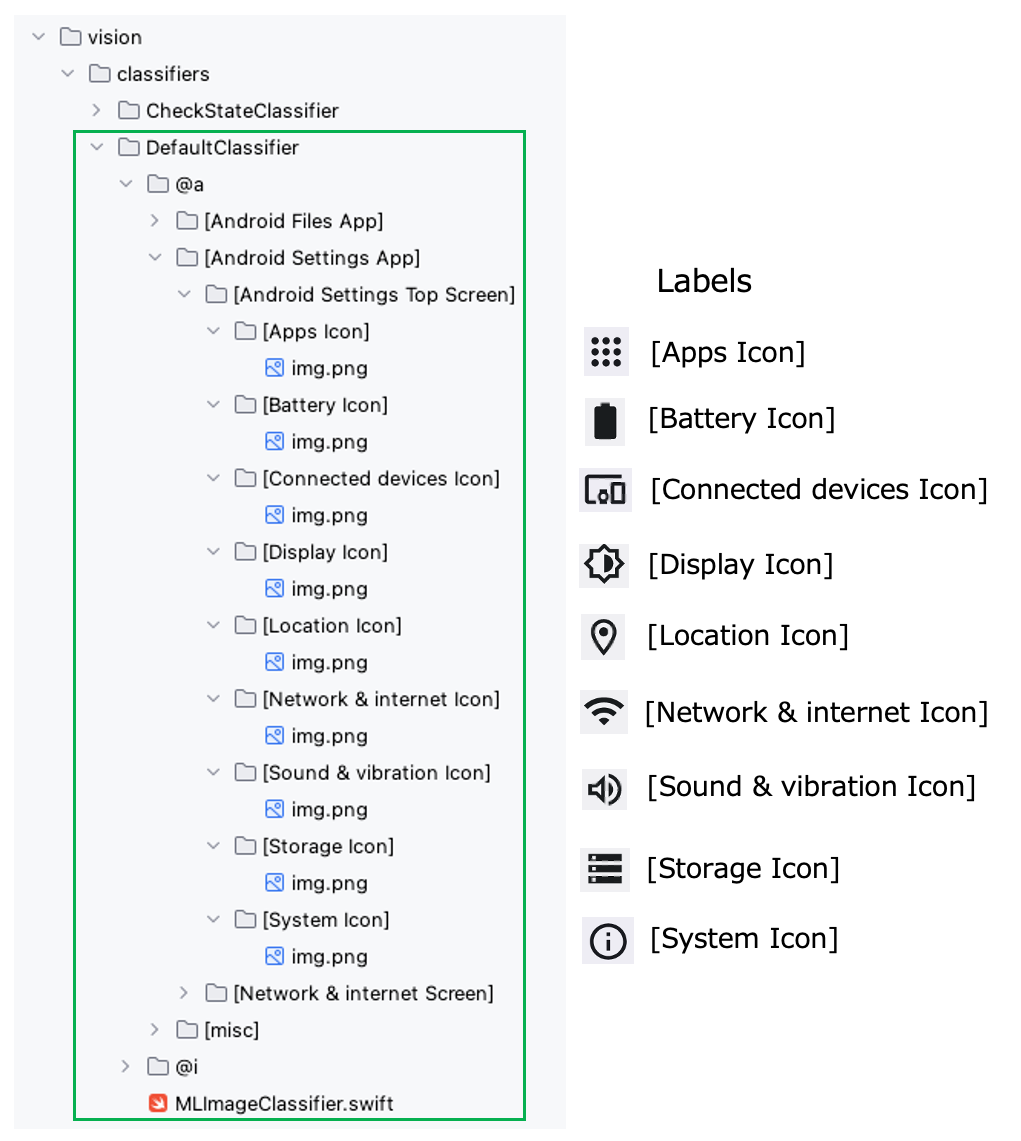 vision
classifiers
CheckStateClassifier
DefaultClassifier
@a
[Android Files App]
[Android Settings App]
[Android Settings Top Screen]
[Apps Icon]
img.png
[Battery Icon]
img.png
[Connected devices Icon]
img.png
[Display Icon]
img.png
[Location Icon]
img.png
[Network & internet Icon]
img.png
[Sound & vibration Icon]
img.png
[Storage Icon]
img.png
[System Icon]
img.png
[Network & internet Screen]
[misc]
@i
MLImageClassifier.swift
Labels
[Apps Icon]
[Battery Icon]
[Connected devices Icon]
[Display Icon]
[Location Icon]
[Network & internet Icon]
[Sound & vibration Icon]
[Storage Icon]
[System Icon]